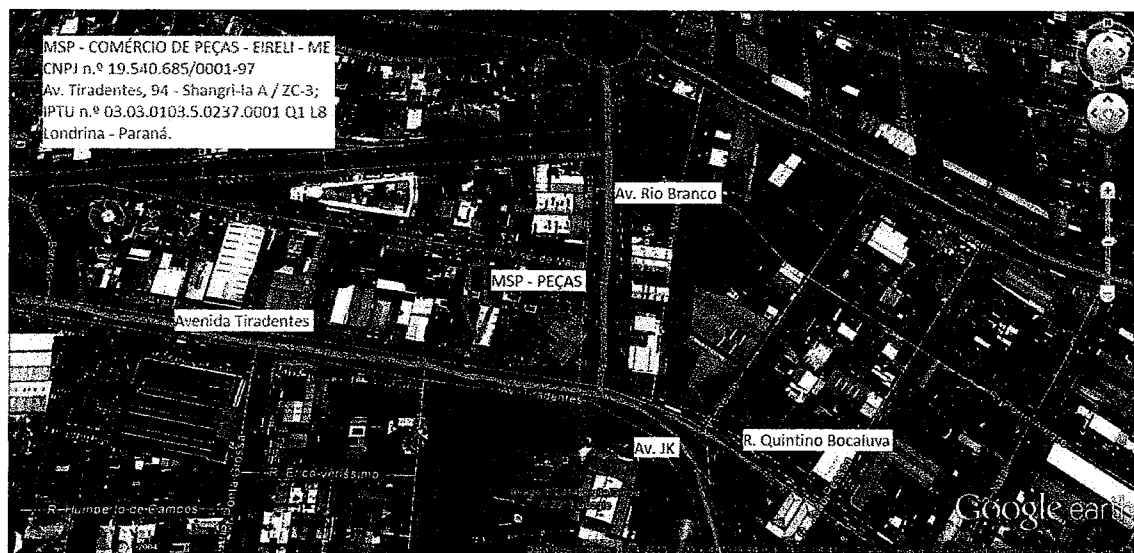 MSP - COMÉRCIO DE PEÇAS - EIRELI - ME
CNPJ n.º 19.540.685/0001-97
Av. Tiradentes, 94 - Shangri-la A / ZC-3;
IPTU n.º 03.03.0103.5.0237.0001 Q1 L8
Londrina - Paraná.
Av. Rio Branco
MSP - PEÇAS
Avenida Tiradentes
Av. JK
R. Quintino Bocaluva
R. Erico Veríssimo
R. Humberto de Campos
Google earth